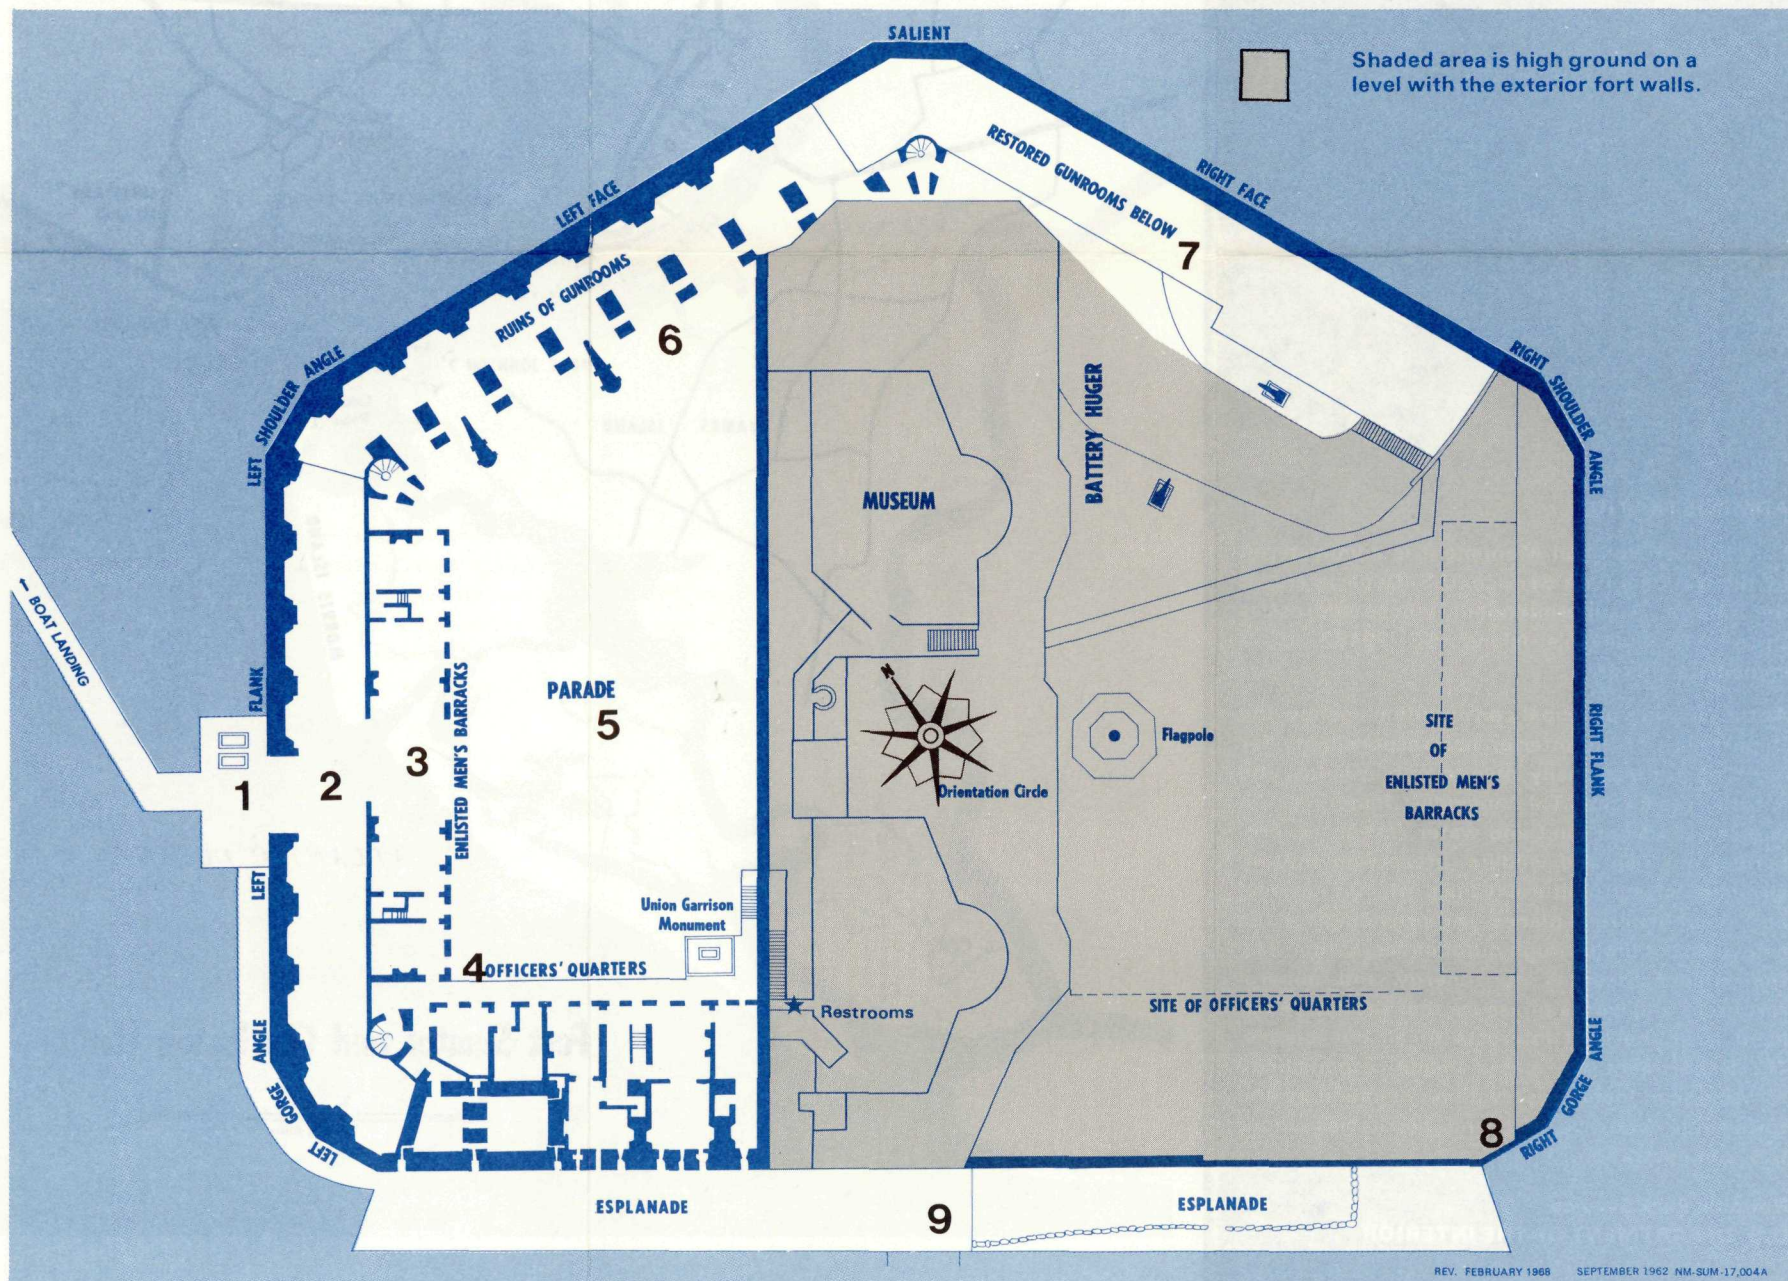 SALIENT
Shaded area is high ground on a
level with the exterior fort walls.
RESTORED GUNROOMS BELOW
RIGHT FACE
LEFT FACE
7
RUINS OF GUNROOMS
6
LEFT SHOULDER ANGLE
RIGHT SHOULDER ANGLE
BATTERY HUGER
MUSEUM
← BOAT LANDING
LEFT FLANK
ENLISTED MEN'S BARRACKS
PARADE
5
N
Flagpole
SITE
OF
ENLISTED MEN'S
BARRACKS
RIGHT FLANK
1
2
3
Orientation Circle
Union Garrison
Monument
4
OFFICERS' QUARTERS
Restrooms
SITE OF OFFICERS' QUARTERS
LEFT GORGE ANGLE
RIGHT GORGE ANGLE
8
ESPLANADE
9
ESPLANADE
REV. FEBRUARY 1968 SEPTEMBER 1962 NM-SUM-17,004A